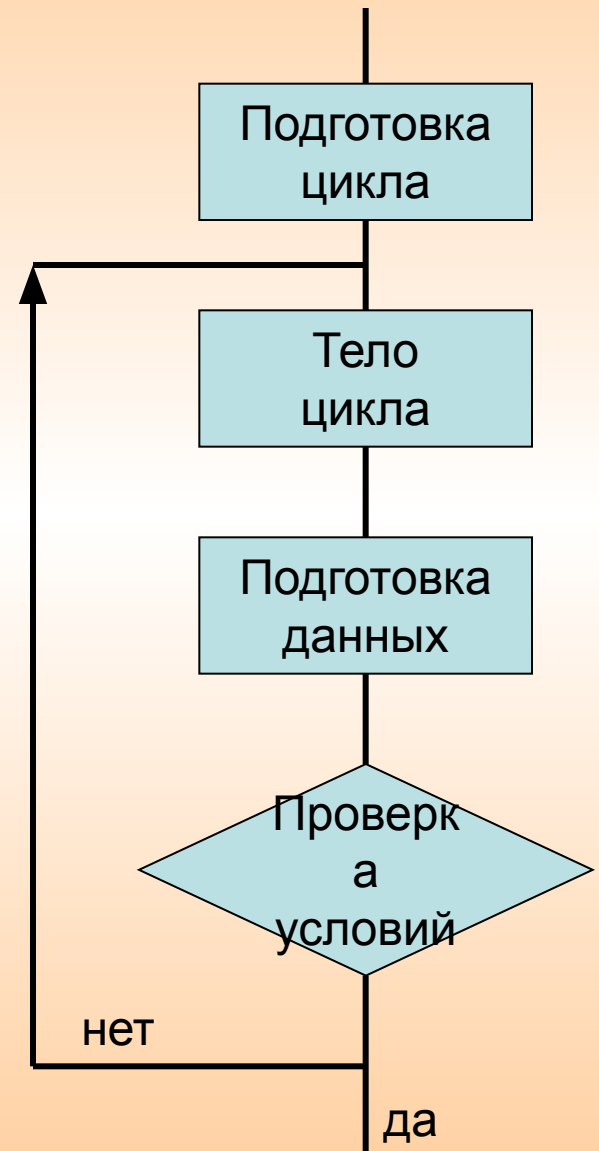 Подготовка
цикла
Тело
цикла
Подготовка
данных
Проверк
а
условий
нет
да